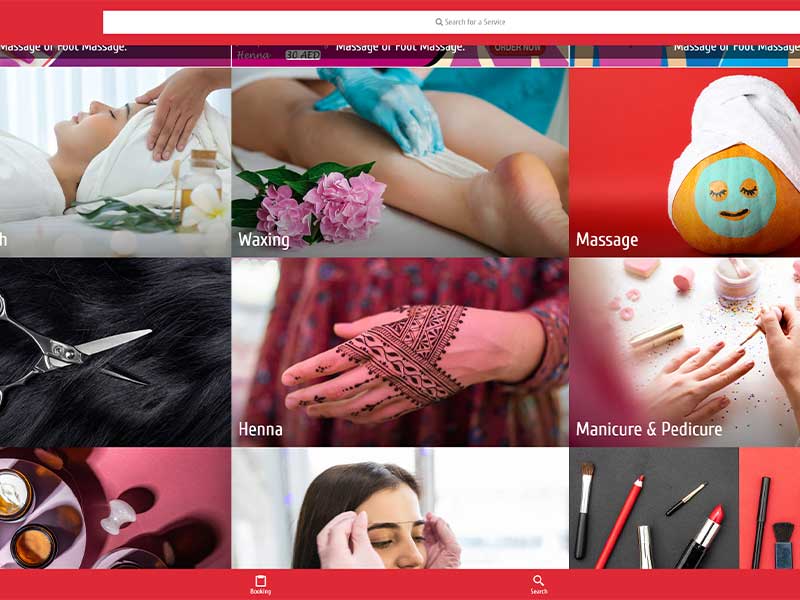 Search for a Service
Massage or Foot Massage.
Henna 30 AED
Massage or Foot Massage.
ORDER NOW
Massage or Foot Massage
h
Waxing
Massage
Henna
Manicure & Pedicure
Booking
Search